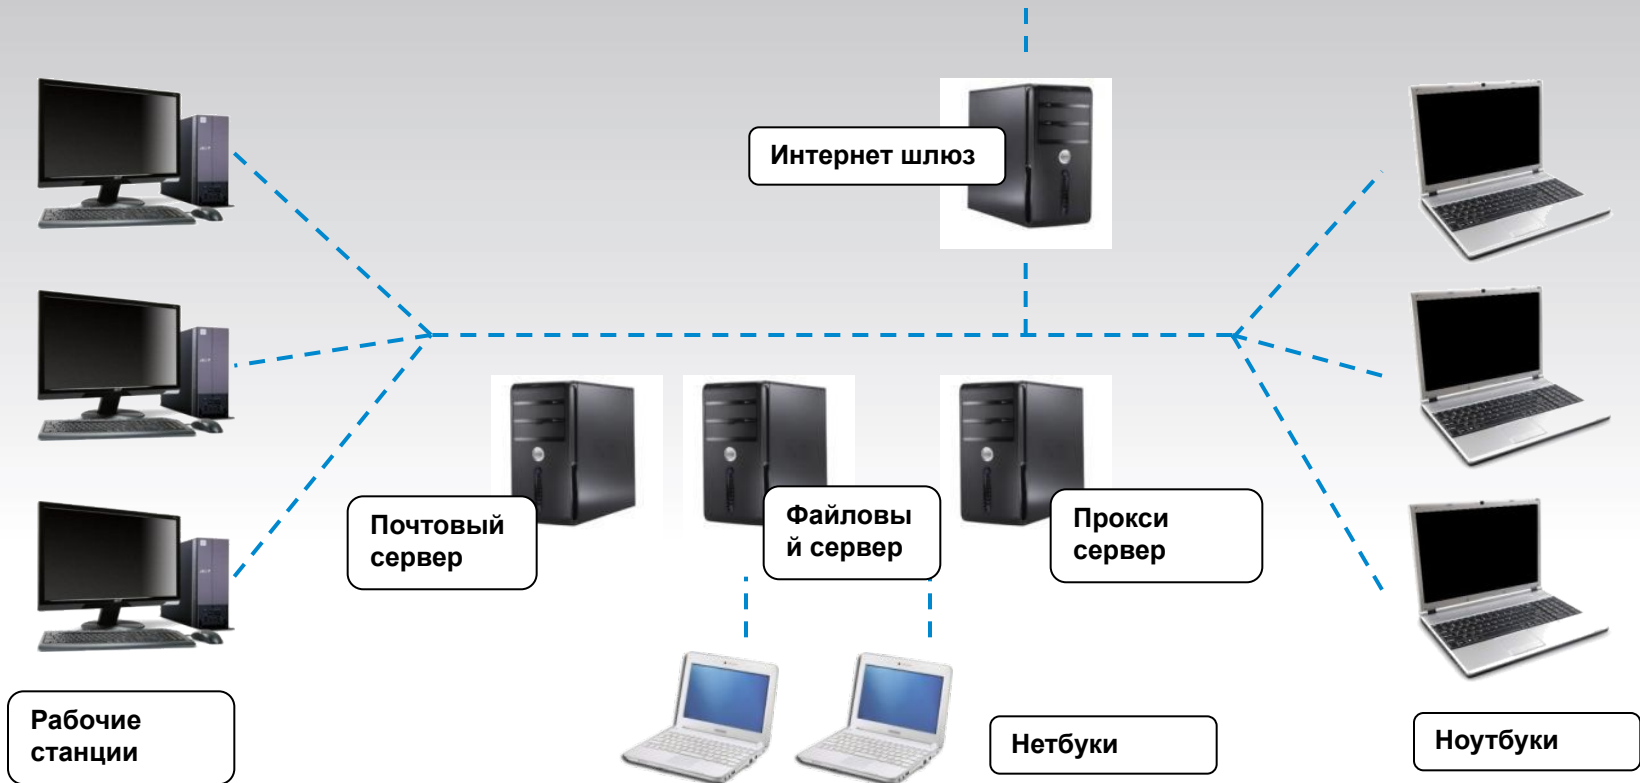 Интернет шлюз
Почтовый
сервер
Файловы
й сервер
Прокси
сервер
Рабочие
станции
Нетбуки
Ноутбуки